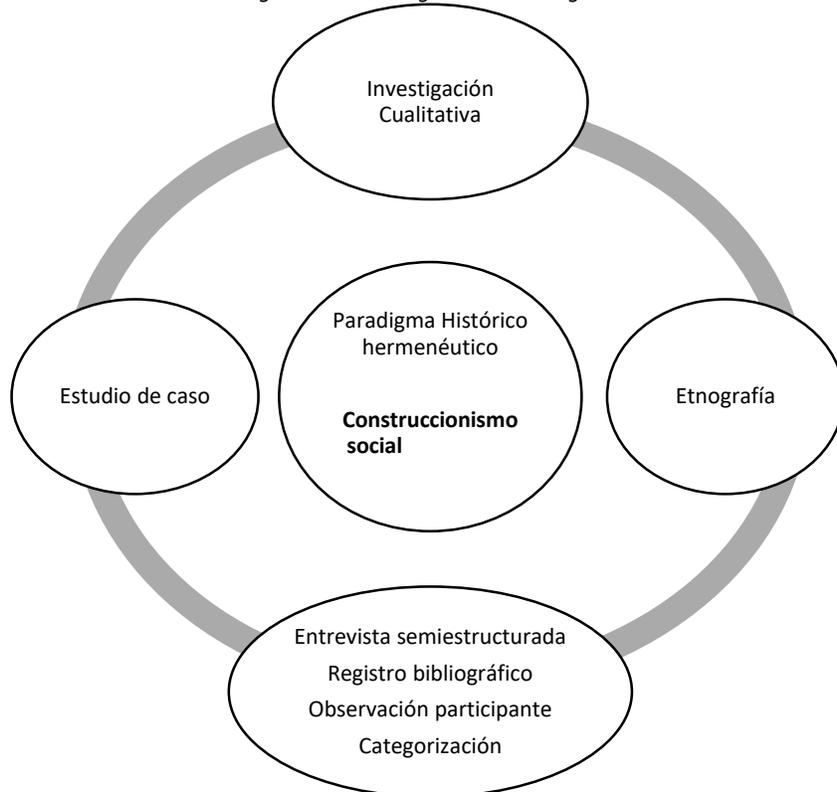 Investigación
Cualitativa
Paradigma Histórico
hermenéutico
Construccionismo
social
Estudio de caso
Etnografía
Entrevista semiestructurada
Registro bibliográfico
Observación participante
Categorización